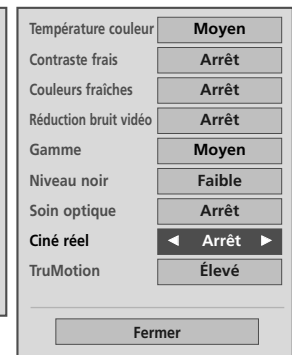 Température couleur Moyen
Contraste frais Arrêt
Couleurs fraîches Arrêt
Réduction bruit vidéo Arrêt
Gamme Moyen
Niveau noir Faible
Soin optique Arrêt
Ciné réel ◄ Arrêt ►
TruMotion Élevé
Fermer